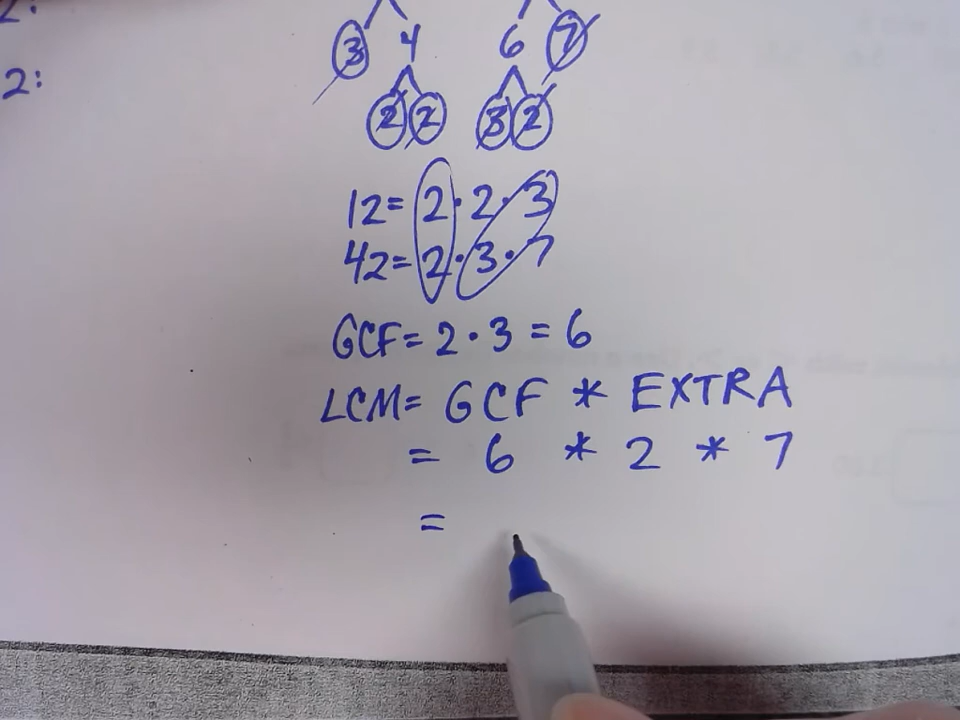 2:
3 4 6 7
2:
2 2 3 2
12= 2·2·3
42= 2·3·7
GCF= 2·3 = 6
LCM= GCF * EXTRA
= 6 * 2 * 7
=